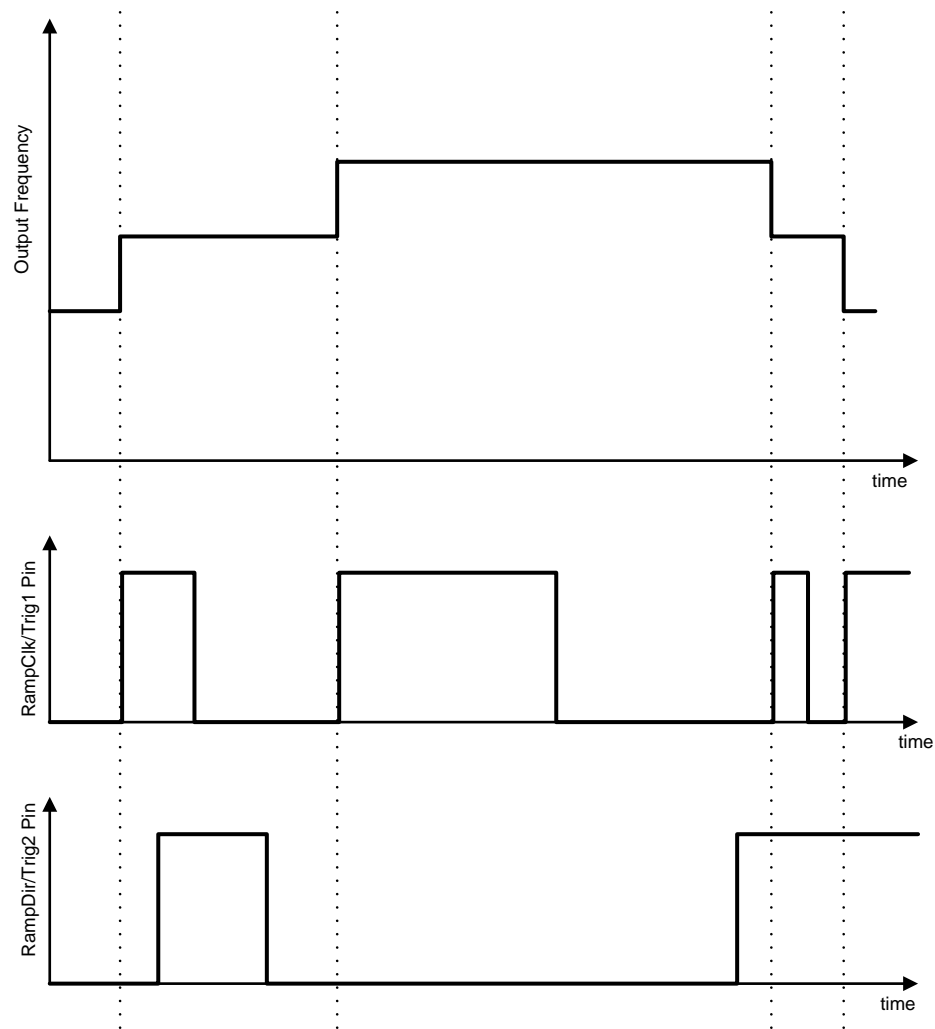 Output Frequency
time
RampClk/Trig1 Pin
time
RampDir/Trig2 Pin
time